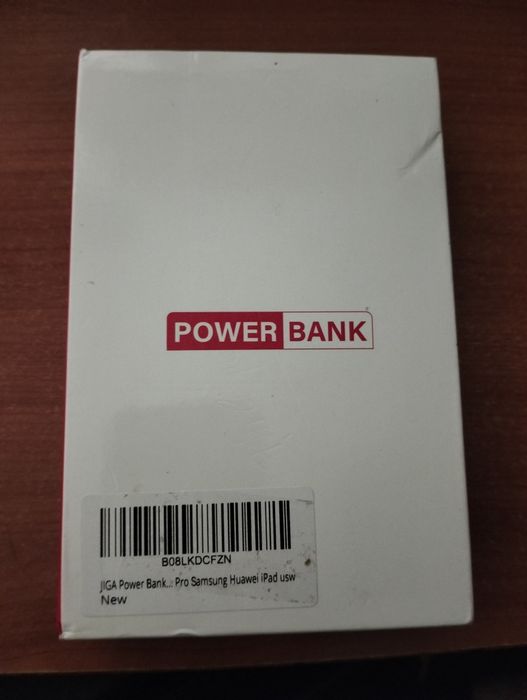 POWER BANK
B08LKDCFZN
JIGA Power Bank... Pro Samsung Huawei iPad usw
New